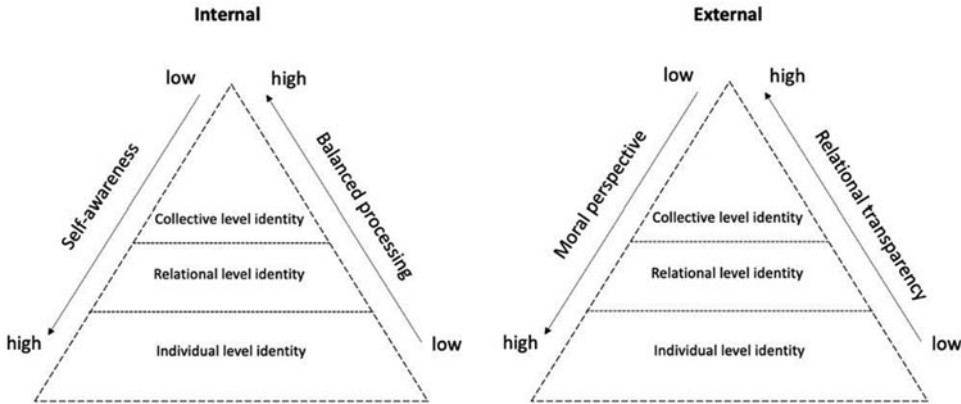 Internal
low
high
Self-awareness
Balanced processing
Collective level identity
Relational level identity
Individual level identity
high
low
External
low
high
Moral perspective
Relational transparency
Collective level identity
Relational level identity
Individual level identity
high
low